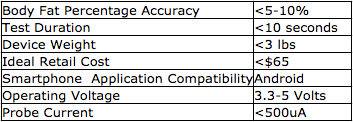 Body Fat Percentage Accuracy <5-10%
Test Duration <10 seconds
Device Weight <3 lbs
Ideal Retail Cost <$65
Smartphone Application Compatibility Android
Operating Voltage 3.3-5 Volts
Probe Current <500uA